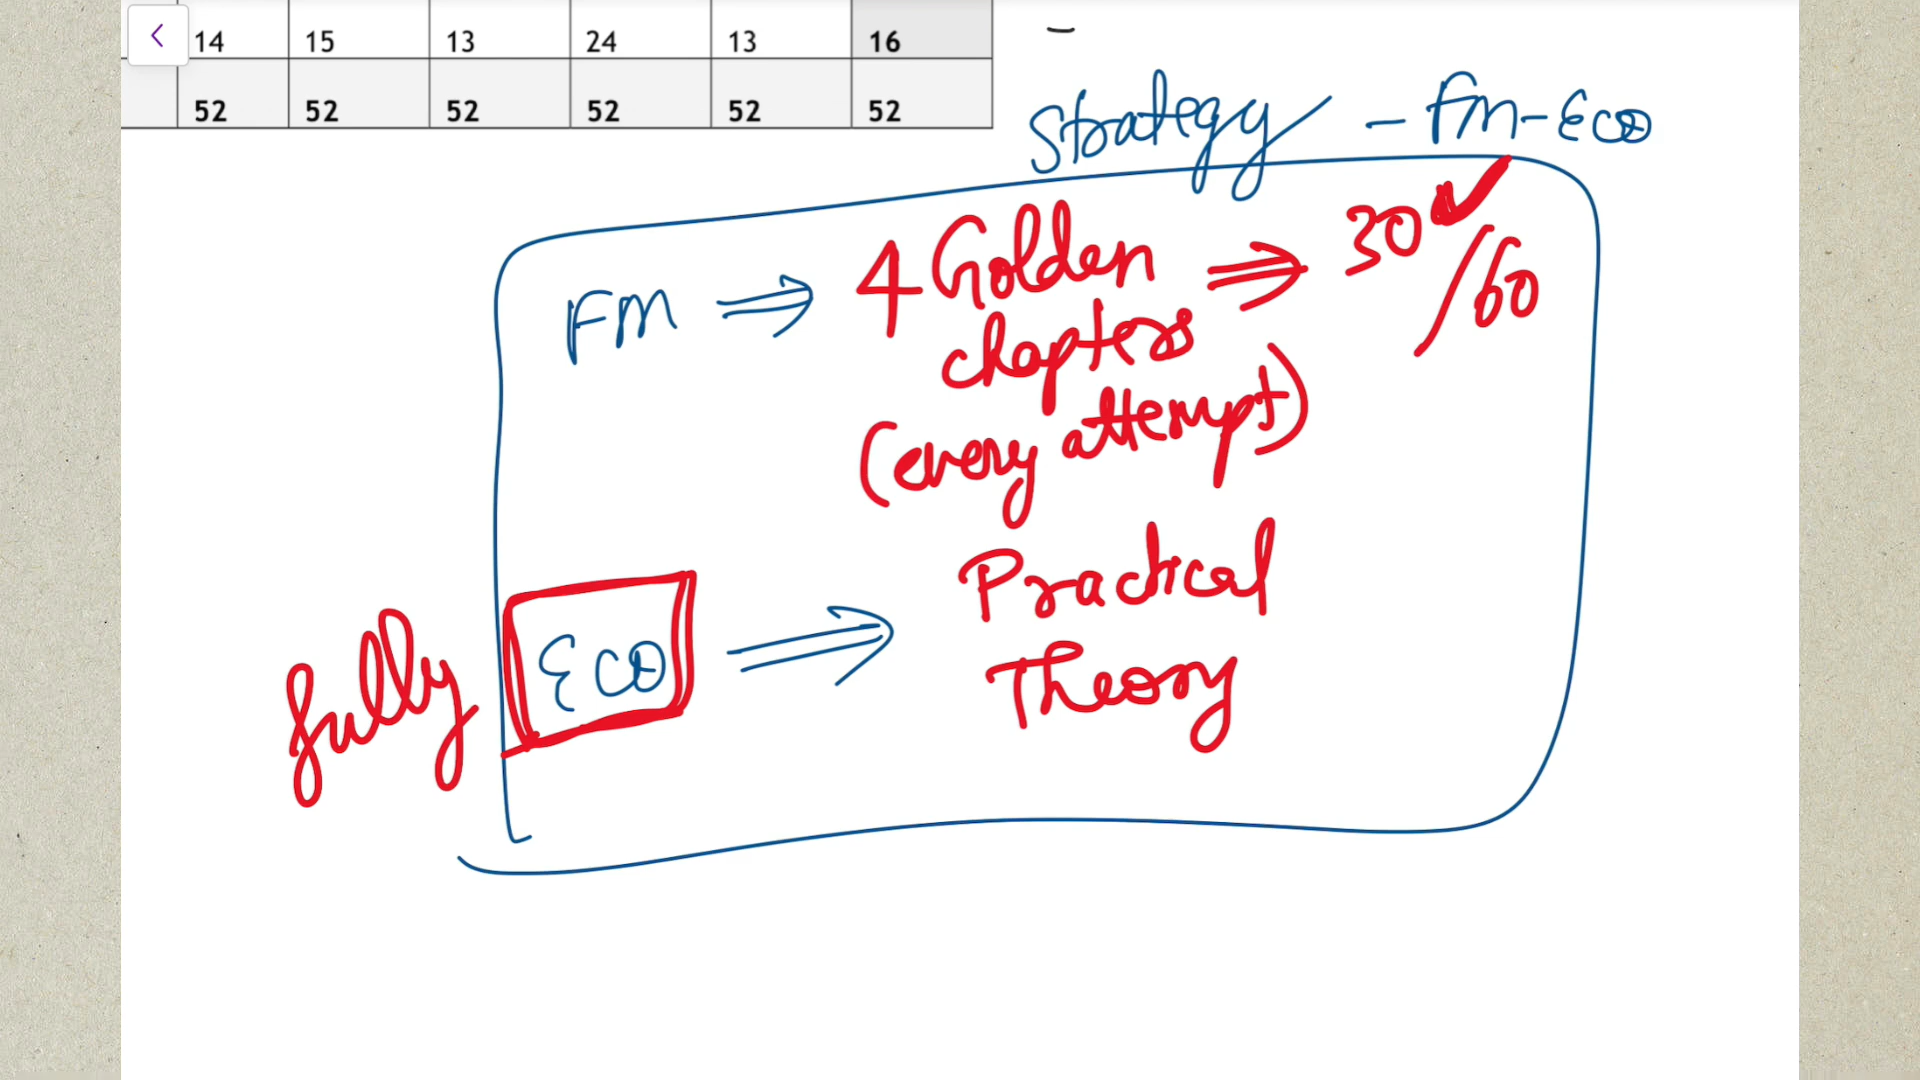 14 15 13 24 13 16
52 52 52 52 52 52
Strategy - FM-Eco
FM ⇒ 4 Golden chapters ⇒ 30/60
(every attempt)
fully Eco ⇒ Practical
Theory